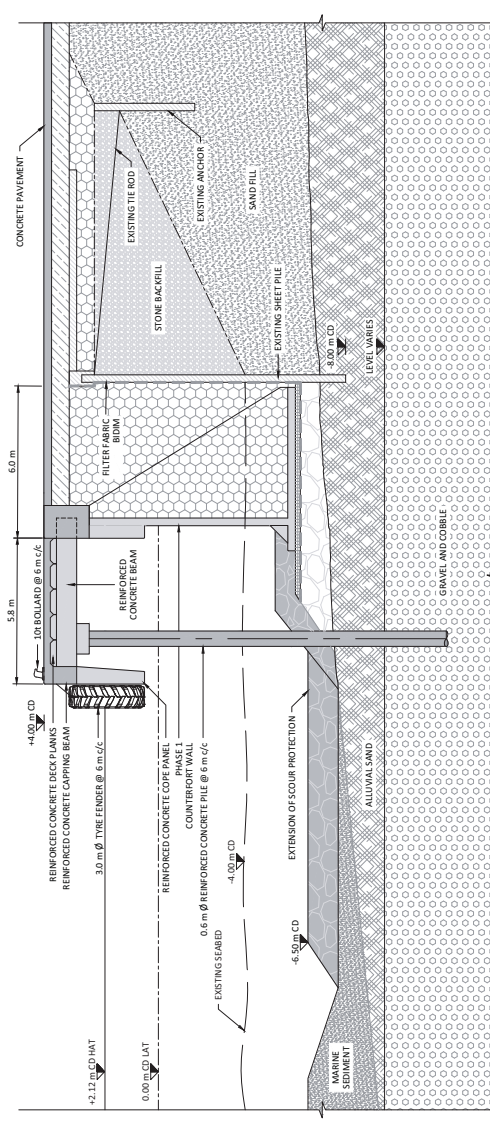 CONCRETE PAVEMENT
6.0 m
5.8 m
10t BOLLARD @ 6 m c/c
+4.00 m CD
REINFORCED CONCRETE DECK PLANKS
REINFORCED CONCRETE CAPPING BEAM
3.0 m Ø TYRE FENDER @ 6 m c/c
+2.12 m CD HAT
0.00 m CD LAT
REINFORCED
CONCRETE BEAM
FILTER FABRIC
BIDIM
EXISTING TIE ROD
STONE BACKFILL
EXISTING ANCHOR
SAND FILL
EXISTING SHEET PILE
REINFORCED CONCRETE COPE PANEL
PHASE 1
COUNTERFORT WALL
0.6 m Ø REINFORCED CONCRETE PILE @ 6 m c/c
-4.00 m CD
EXISTING SEABED
EXTENSION OF SCOUR PROTECTION
-6.50 m CD
-8.00 m CD
LEVEL VARIES
MARINE
SEDIMENT
ALLUVIAL SAND
GRAVEL AND COBBLE